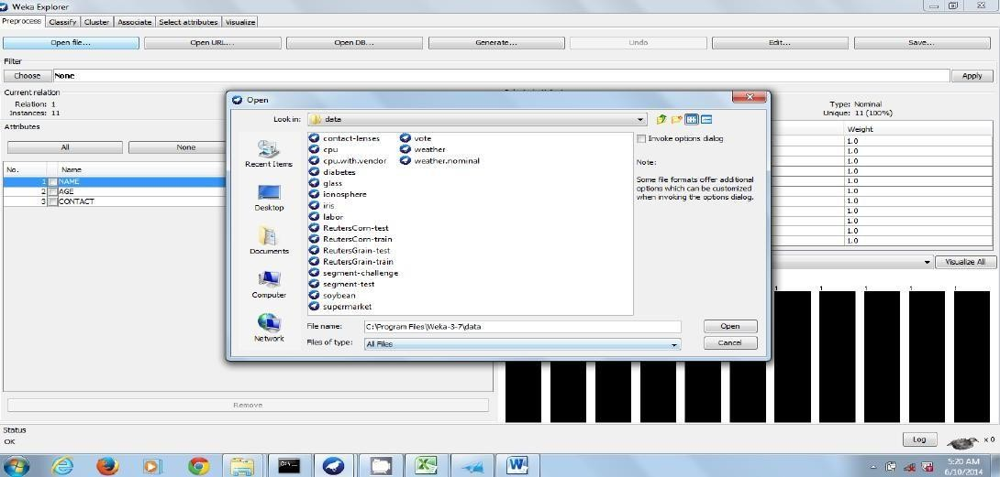 Weka Explorer
Preprocess Classify Cluster Associate Select attributes Visualize
Open file... Open URL... Open DB... Generate... Undo Edit... Save...
Filter
Choose None Apply
Current relation
Relation: 1
Instances: 11
Type: Nominal
Unique: 11 (100%)
Attributes
All None
No. Name
1 NAME
2 AGE
3 CONTACT
Weight
1.0
1.0
1.0
1.0
1.0
1.0
1.0
1.0
1.0
1.0
1.0
Open
Look in: data
Recent Items
Desktop
Documents
Computer
Network
contact-lenses
cpu
cpu.with.vendor
diabetes
glass
ionosphere
iris
labor
ReutersCorn-test
ReutersCorn-train
ReutersGrain-test
ReutersGrain-train
segment-challenge
segment-test
soybean
supermarket
vote
weather
weather.nominal
Invoke options dialog
Note:
Some file formats offer additional
options which can be customized
when invoking the options dialog.
File name: C:\Program Files\Weka-3-7\data
Open
Files of type: All Files
Cancel
Visualize All
1 1 1 1 1
Remove
Status
OK
Log x 0
5:20 AM
6/10/2014